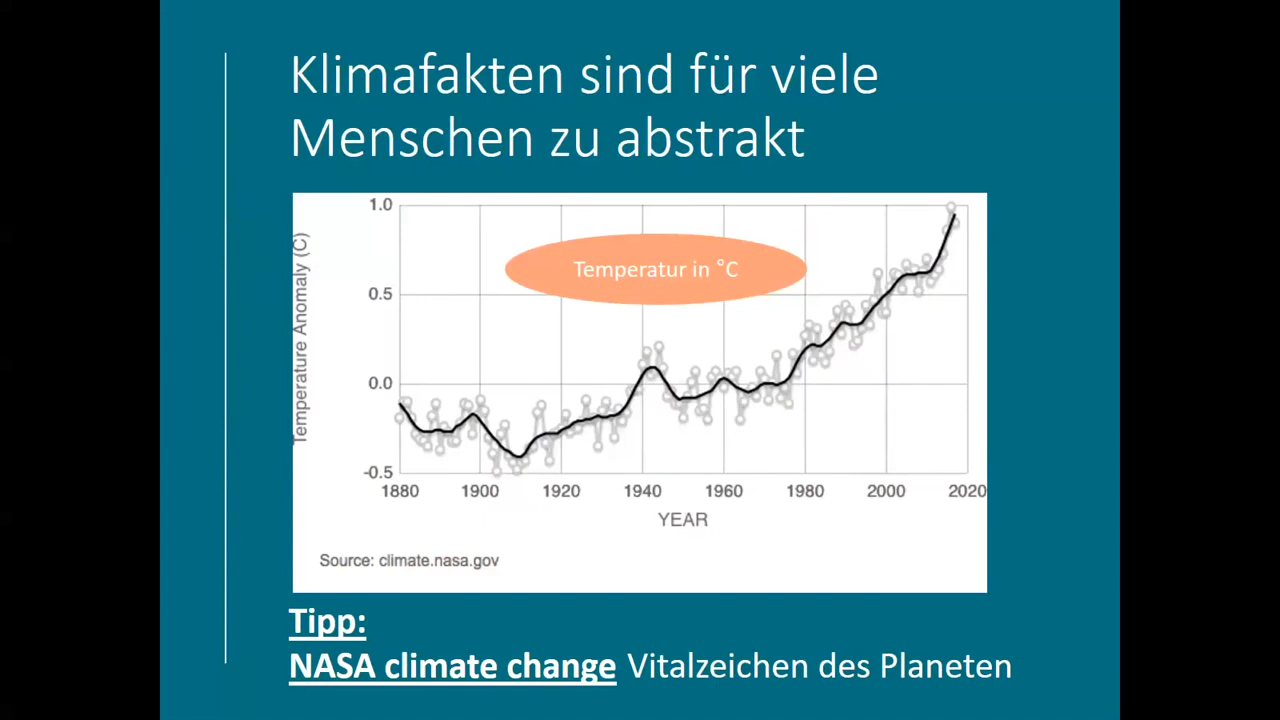 Klimafakten sind für viele
Menschen zu abstrakt
Temperature Anomaly (C)
1.0
0.5
0.0
-0.5
Temperatur in °C
1880 1900 1920 1940 1960 1980 2000 2020
YEAR
Source: climate.nasa.gov
Tipp:
NASA climate change Vitalzeichen des Planeten